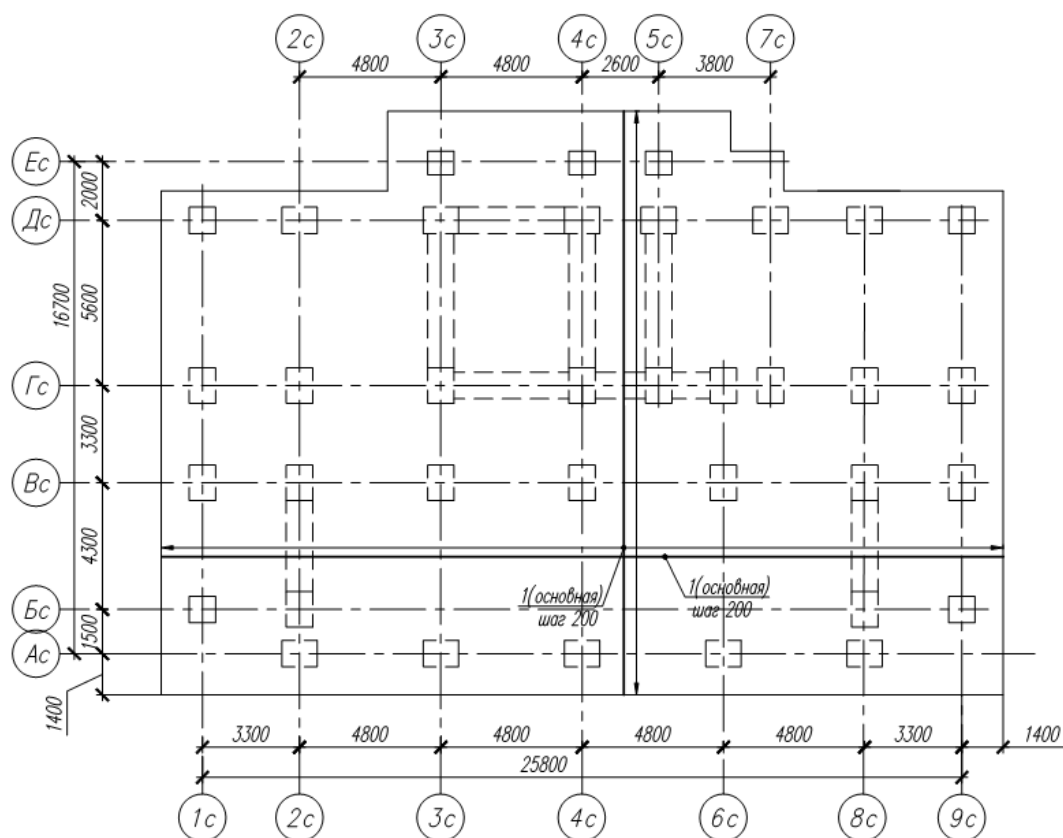 2с 3с 4с 5с 7с
4800 4800 2600 3800
Ес
2000
Дс
16700
5600
Гс
3300
Вс
4300
1(основная)
шаг 200
1(основная)
шаг 200
Бс
1500
Ас
1400
3300 4800 4800 4800 4800 3300 1400
25800
1с 2с 3с 4с 6с 8с 9с